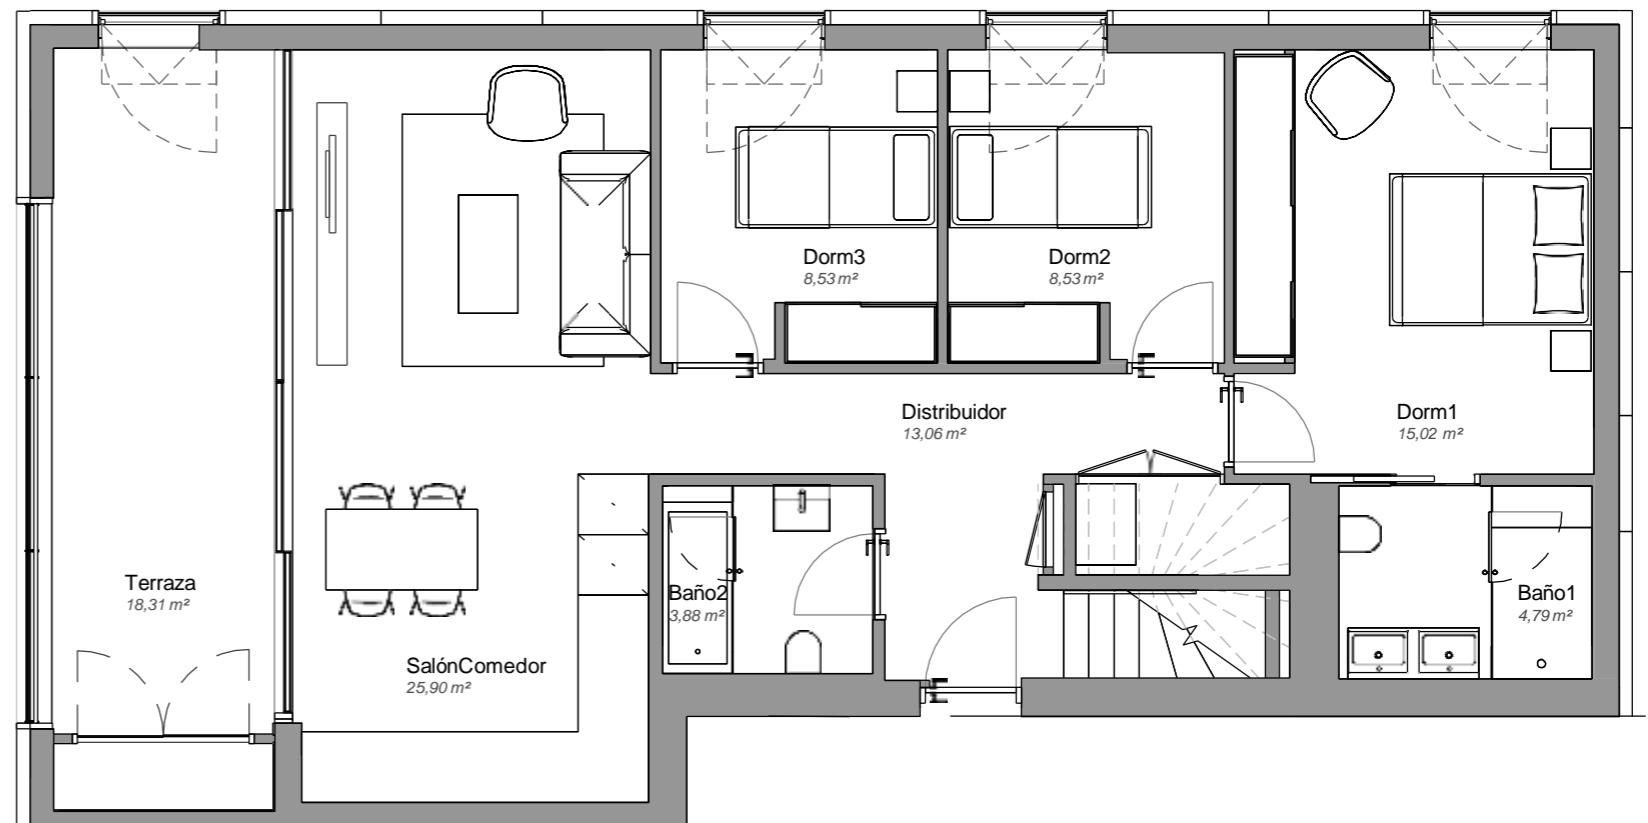 Dorm3
8,53 m²
Dorm2
8,53 m²
Distribuidor
13,06 m²
Dorm1
15,02 m²
Terraza
18,31 m²
Baño2
3,88 m²
Baño1
4,79 m²
SalónComedor
25,90 m²